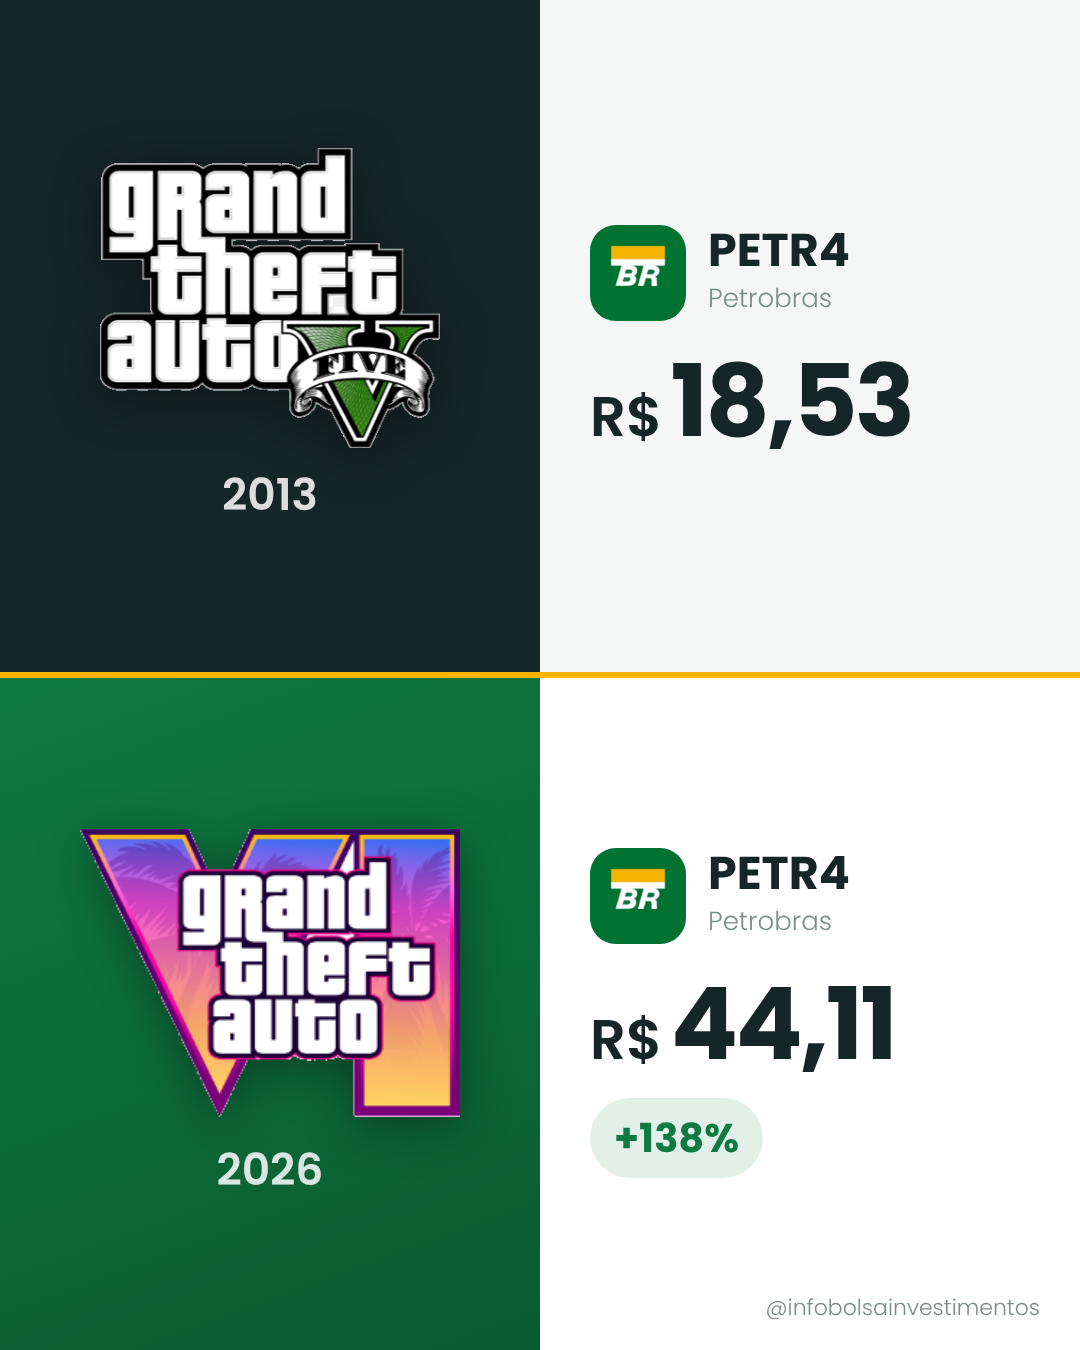 grand
theft
auto
FIVE
V
2013
BR
PETR4
Petrobras
R$ 18,53
VI
grand
theft
auto
2026
BR
PETR4
Petrobras
R$ 44,11
+138%
@infobolsainvestimentos